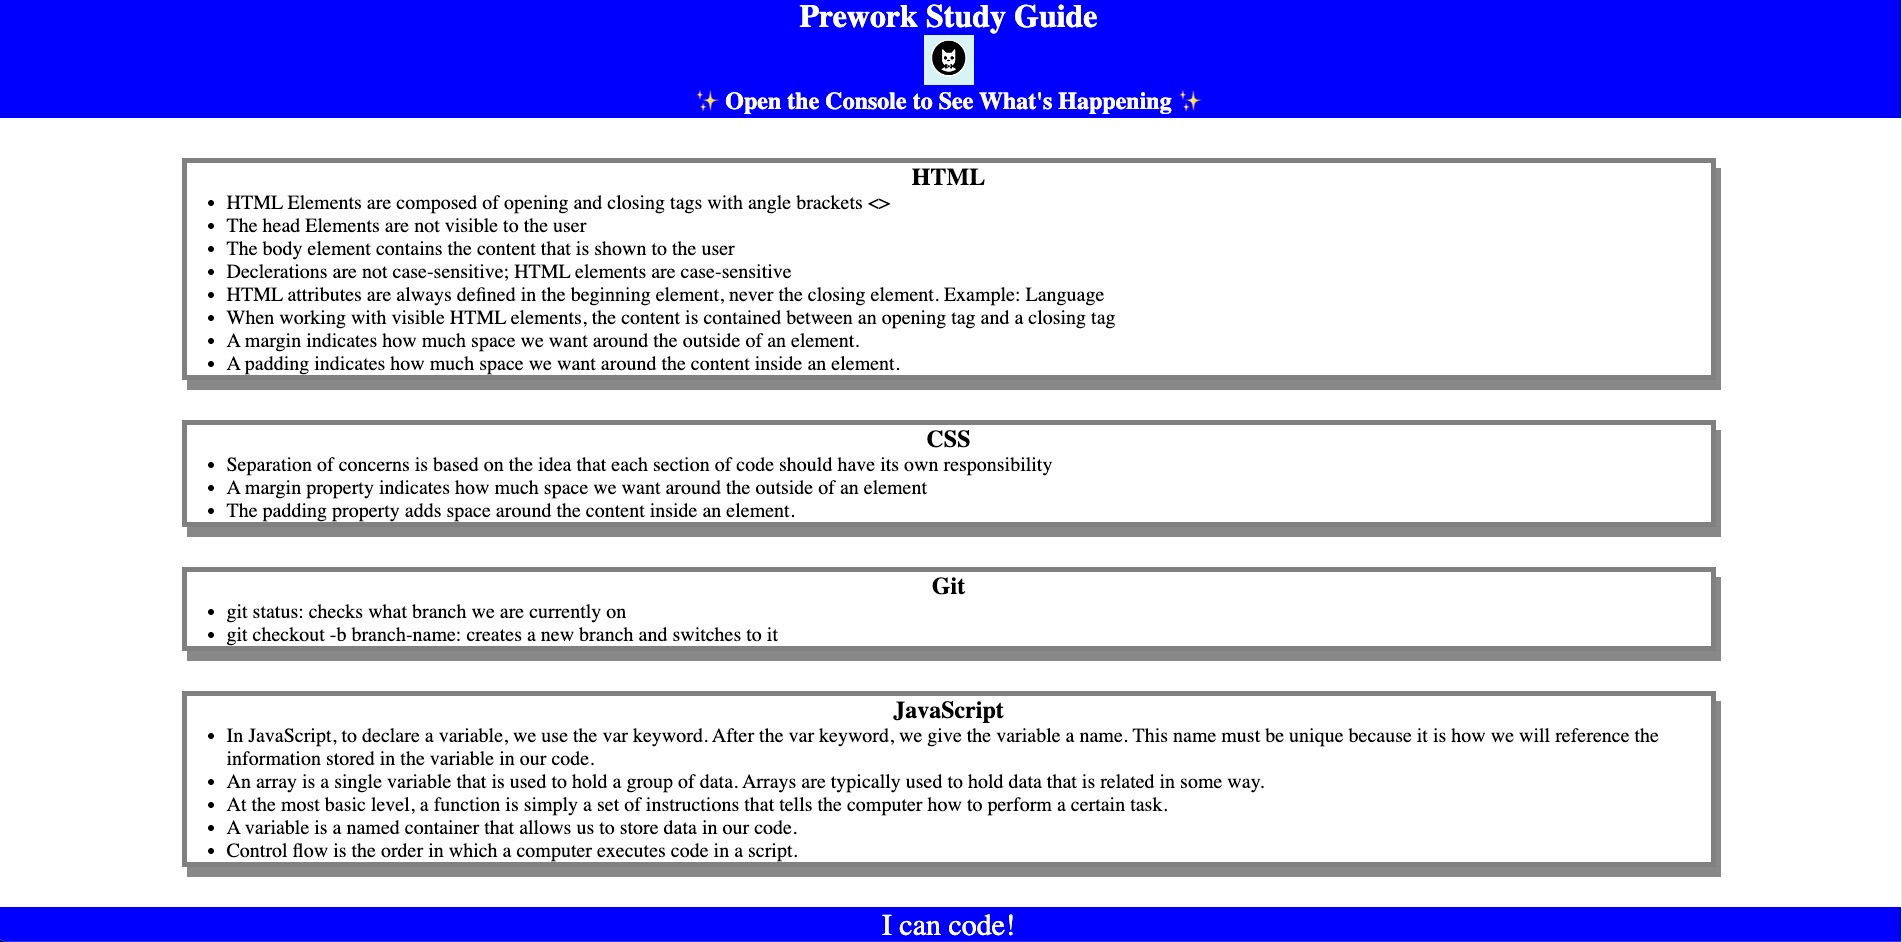 Prework Study Guide
✨ Open the Console to See What's Happening ✨
HTML
• HTML Elements are composed of opening and closing tags with angle brackets <>
• The head Elements are not visible to the user
• The body element contains the content that is shown to the user
• Declerations are not case-sensitive; HTML elements are case-sensitive
• HTML attributes are always defined in the beginning element, never the closing element. Example: Language
• When working with visible HTML elements, the content is contained between an opening tag and a closing tag
• A margin indicates how much space we want around the outside of an element.
• A padding indicates how much space we want around the content inside an element.
CSS
• Separation of concerns is based on the idea that each section of code should have its own responsibility
• A margin property indicates how much space we want around the outside of an element
• The padding property adds space around the content inside an element.
Git
• git status: checks what branch we are currently on
• git checkout -b branch-name: creates a new branch and switches to it
JavaScript
• In JavaScript, to declare a variable, we use the var keyword. After the var keyword, we give the variable a name. This name must be unique because it is how we will reference the
information stored in the variable in our code.
• An array is a single variable that is used to hold a group of data. Arrays are typically used to hold data that is related in some way.
• At the most basic level, a function is simply a set of instructions that tells the computer how to perform a certain task.
• A variable is a named container that allows us to store data in our code.
• Control flow is the order in which a computer executes code in a script.
I can code!